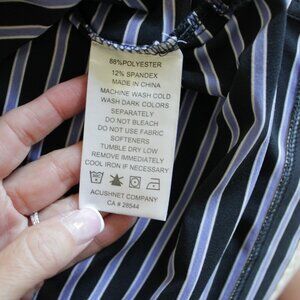 88% POLYESTER
12% SPANDEX
MADE IN CHINA
MACHINE WASH COLD
WASH DARK COLORS
SEPARATELY
DO NOT BLEACH
DO NOT USE FABRIC
SOFTENERS
TUMBLE DRY LOW
REMOVE IMMEDIATELY
COOL IRON IF NECESSARY
ACUSHNET COMPANY
CA # 28544